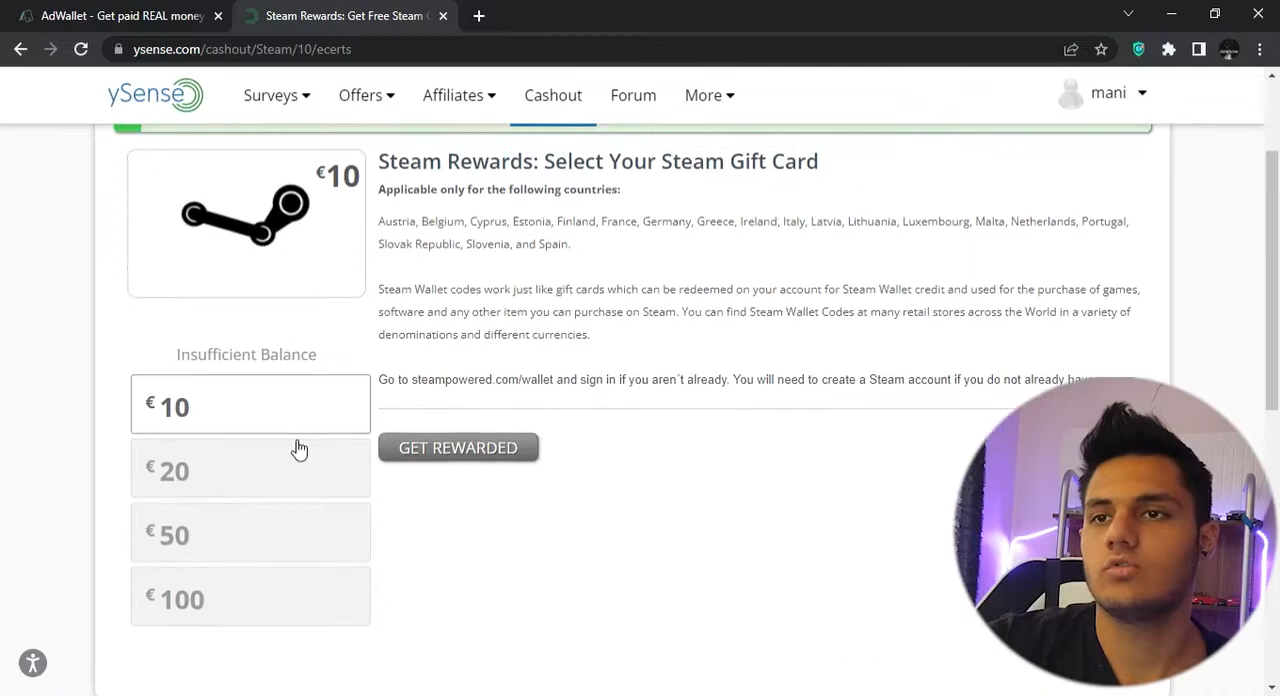 AdWallet - Get paid REAL money
Steam Rewards: Get Free Steam
ysense.com/cashout/Steam/10/ecerts
ySense
Surveys
Offers
Affiliates
Cashout
Forum
More
mani
€10
Steam Rewards: Select Your Steam Gift Card
Applicable only for the following countries:
Austria, Belgium, Cyprus, Estonia, Finland, France, Germany, Greece, Ireland, Italy, Latvia, Lithuania, Luxembourg, Malta, Netherlands, Portugal,
Slovak Republic, Slovenia, and Spain.
Steam Wallet codes work just like gift cards which can be redeemed on your account for Steam Wallet credit and used for the purchase of games,
software and any other item you can purchase on Steam. You can find Steam Wallet Codes at many retail stores across the World in a variety of
denominations and different currencies.
Go to steampowered.com/wallet and sign in if you aren´t already. You will need to create a Steam account if you do not already
Insufficient Balance
€ 10
€ 20
€ 50
€ 100
GET REWARDED